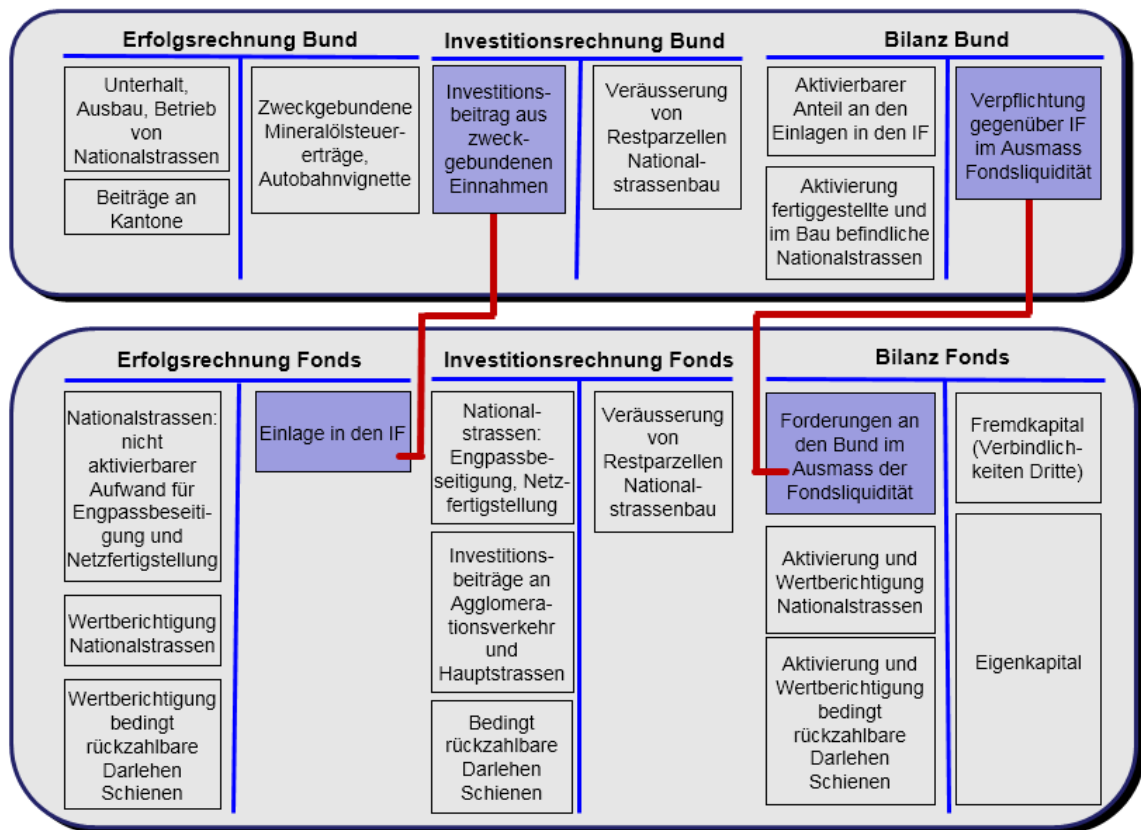 Erfolgsrechnung Bund
Unterhalt,
Ausbau, Betrieb
von
Nationalstrassen
Beiträge an
Kantone
Zweckgebundene
Mineralölsteuer-
erträge,
Autobahnvignette
Investitionsrechnung Bund
Investitions-
beitrag aus
zweck-
gebundenen
Einnahmen
Veräusserung
von
Restparzellen
National-
strassenbau
Bilanz Bund
Aktivierbarer
Anteil an den
Einlagen in den IF
Aktivierung
fertiggestellte und
im Bau befindliche
Nationalstrassen
Verpflichtung
gegenüber IF
im Ausmass
Fondsliquidität
Erfolgsrechnung Fonds
Nationalstrassen:
nicht
aktivierbarer
Aufwand für
Engpassbeseiti-
gung und
Netzfertigstellung
Wertberichtigung
Nationalstrassen
Wertberichtigung
bedingt
rückzahlbare
Darlehen
Schienen
Einlage in den IF
Investitionsrechnung Fonds
National-
strassen:
Engpassbe-
seitigung, Netz-
fertigstellung
Investitions-
beiträge an
Agglomera-
tionsverkehr
und
Hauptstrassen
Bedingt
rückzahlbare
Darlehen
Schienen
Veräusserung
von
Restparzellen
National-
strassenbau
Bilanz Fonds
Forderungen an
den Bund im
Ausmass der
Fondsliquidität
Aktivierung und
Wertberichtigung
Nationalstrassen
Aktivierung und
Wertberichtigung
bedingt
rückzahlbare
Darlehen
Schienen
Fremdkapital
(Verbindlich-
keiten Dritte)
Eigenkapital